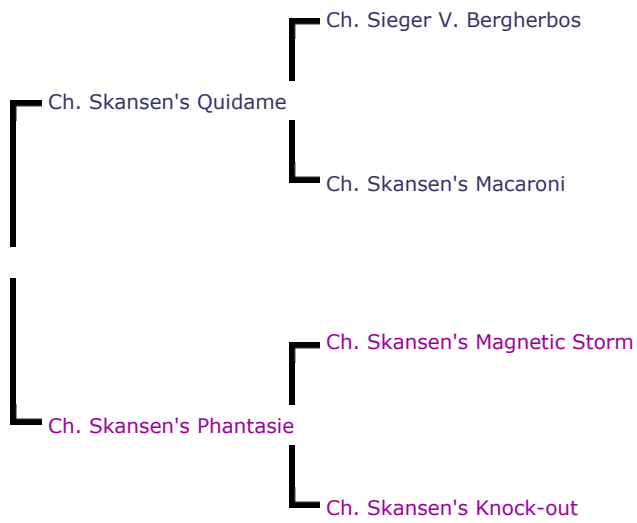 Ch. Sieger V. Bergherbos
Ch. Skansen's Quidame
Ch. Skansen's Macaroni
Ch. Skansen's Magnetic Storm
Ch. Skansen's Phantasie
Ch. Skansen's Knock-out